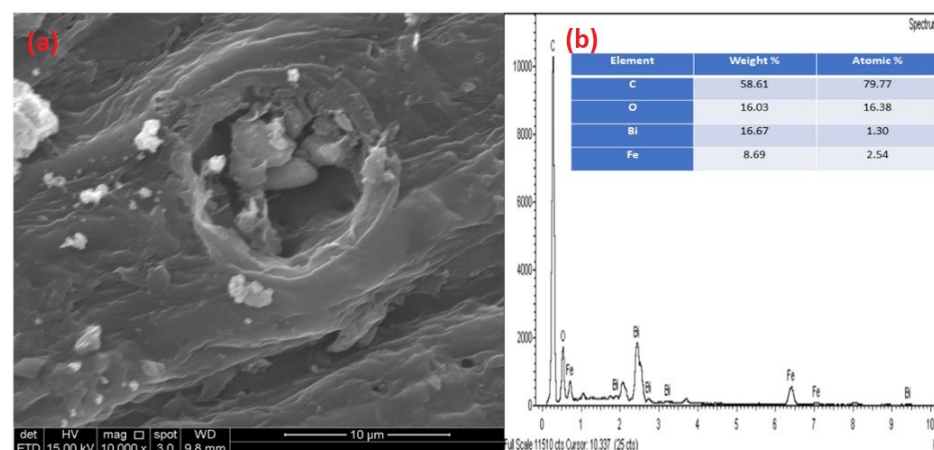 (a)
det HV mag □ spot WD
ETD 15.00 kV 10 000 x 3.0 9.8 mm
10 µm
(b)
Spectrum
Element Weight % Atomic %
C 58.61 79.77
O 16.03 16.38
Bi 16.67 1.30
Fe 8.69 2.54
10000
8000
6000
4000
2000
0
C
O
Fe
Bi
Bi
Bi
Bi
Fe
Fe
Bi
0 1 2 3 4 5 6 7 8 9 10
Full Scale 11510 cts Cursor: 10.337 (25 cts)